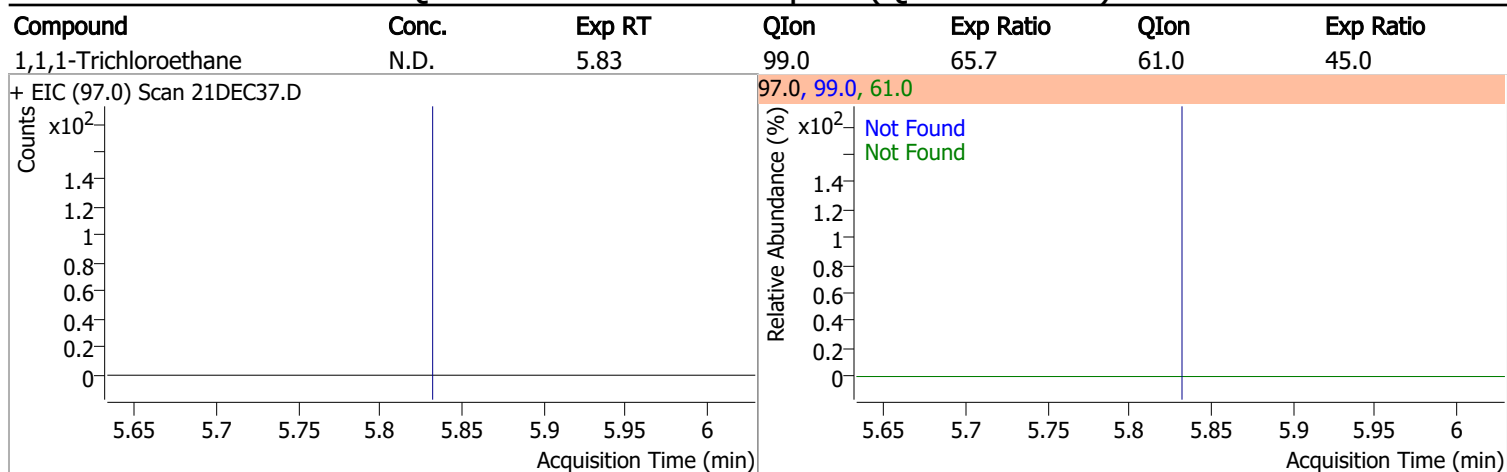 Compound Conc. Exp RT QIon Exp Ratio QIon Exp Ratio
1,1,1-Trichloroethane N.D. 5.83 99.0 65.7 61.0 45.0
+ EIC (97.0) Scan 21DEC37.D
Counts
x10²
1.4
1.2
1
0.8
0.6
0.4
0.2
0
5.65 5.7 5.75 5.8 5.85 5.9 5.95 6
Acquisition Time (min)
97.0, 99.0, 61.0
Relative Abundance (%)
x10²
Not Found
Not Found
1.4
1.2
1
0.8
0.6
0.4
0.2
0
5.65 5.7 5.75 5.8 5.85 5.9 5.95 6
Acquisition Time (min)